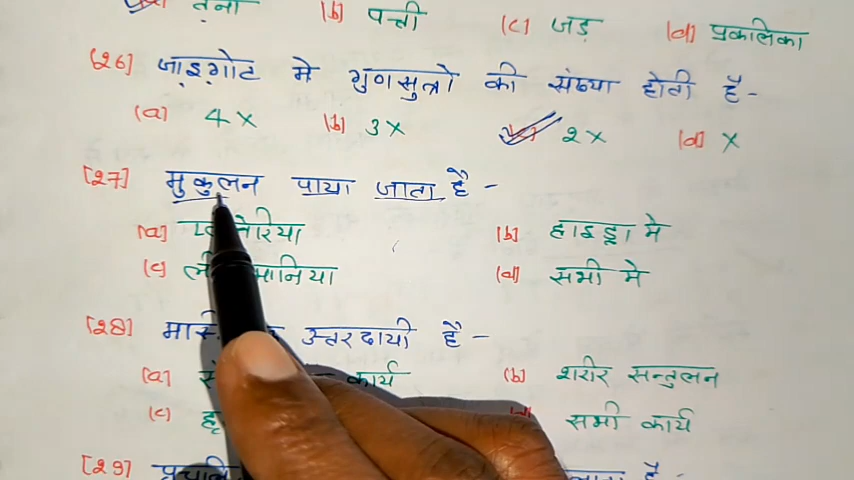 तना (b) पत्ती (c) जड़ (d) प्रकलिका
[26] जा़इग़ोट मे गुणसुत्रो की संख्या होती है-
(a) 4x (b) 3x 2x (d) x
[27] मुकुलन पाया जाता है -
(a) (b) हाइड्रा मे
(c) (d) सभी मे
[28] उत्तरदायी है -
(a) कार्य (b) शरीर सन्तुलन
(c) सभी कार्य
[29] है -